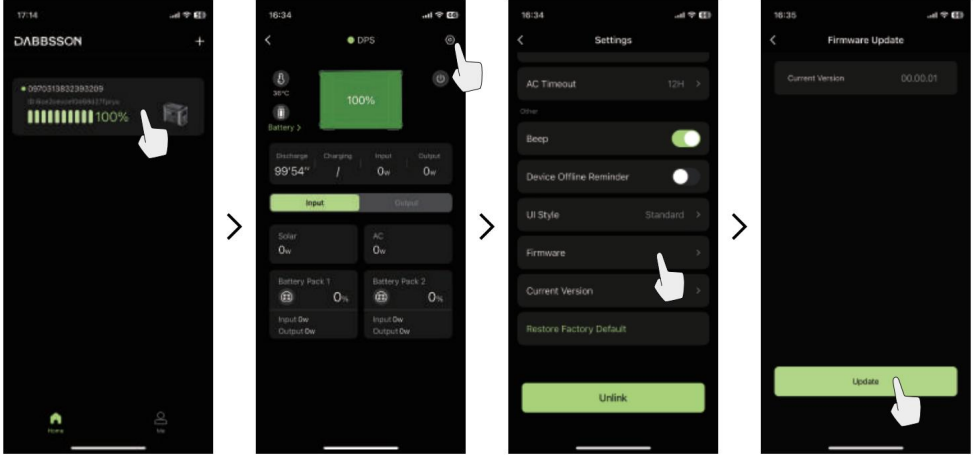 17:14
DABBSSON
+
0970313832393209
100%
Home
Me
16:34
DPS
36°C
100%
Battery >
Discharge Charging Input Output
99'54" / 0w 0w
Input Output
Solar AC
0w 0w
Battery Pack 1 Battery Pack 2
0% 0%
Input 0w Input 0w
Output 0w Output 0w
16:34
Settings
AC Timeout 12H >
Other
Beep
Device Offline Reminder
UI Style Standard >
Firmware >
Current Version >
Restore Factory Default
Unlink
16:35
Firmware Update
Current Version 00.00.01
Update